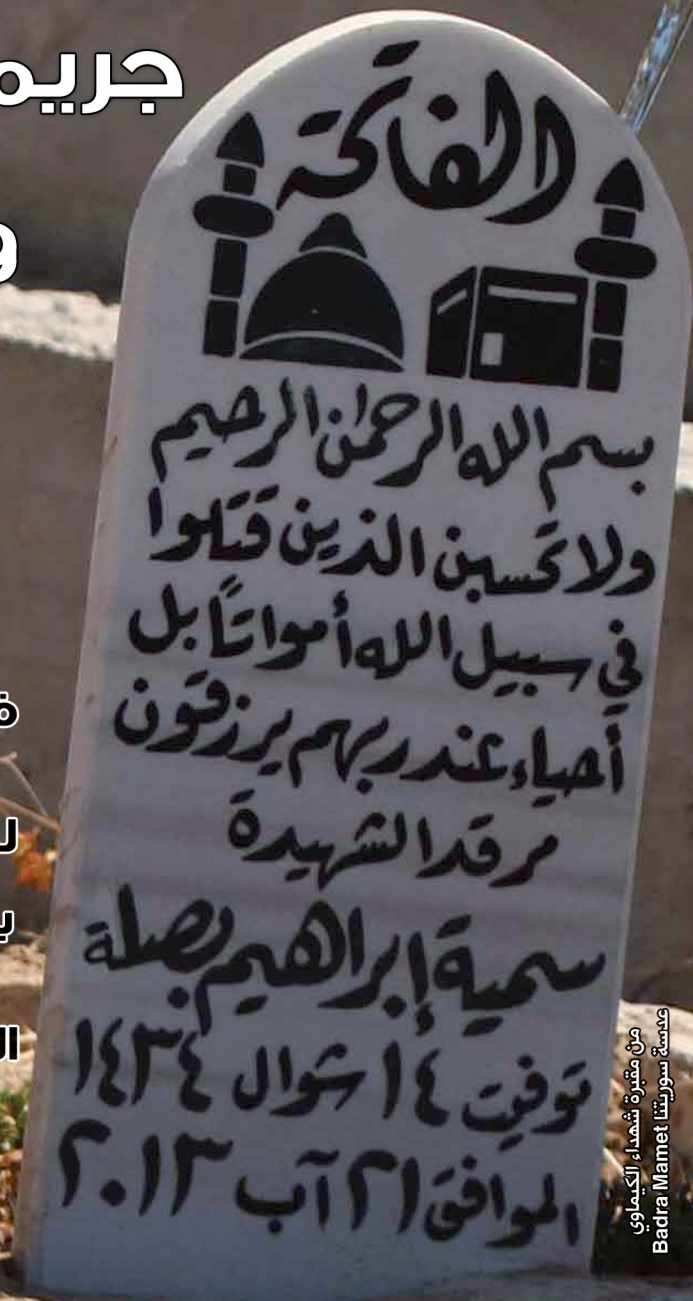 جريم
و
الفاتحة
بسم الله الرحمن الرحيم
ولا تحسبن الذين قتلوا
في سبيل الله أمواتاً بل
أحياء عند ربهم يرزقون
مرقد الشهيدة
سمية إبراهيم بصلة
توفيت ١٤ شوال ١٤٣٤
الموافق ٢١ آب ٢٠١٣
من مقبرة شهداء الكيماوي
عدسة سوريتنا Badra Mamet